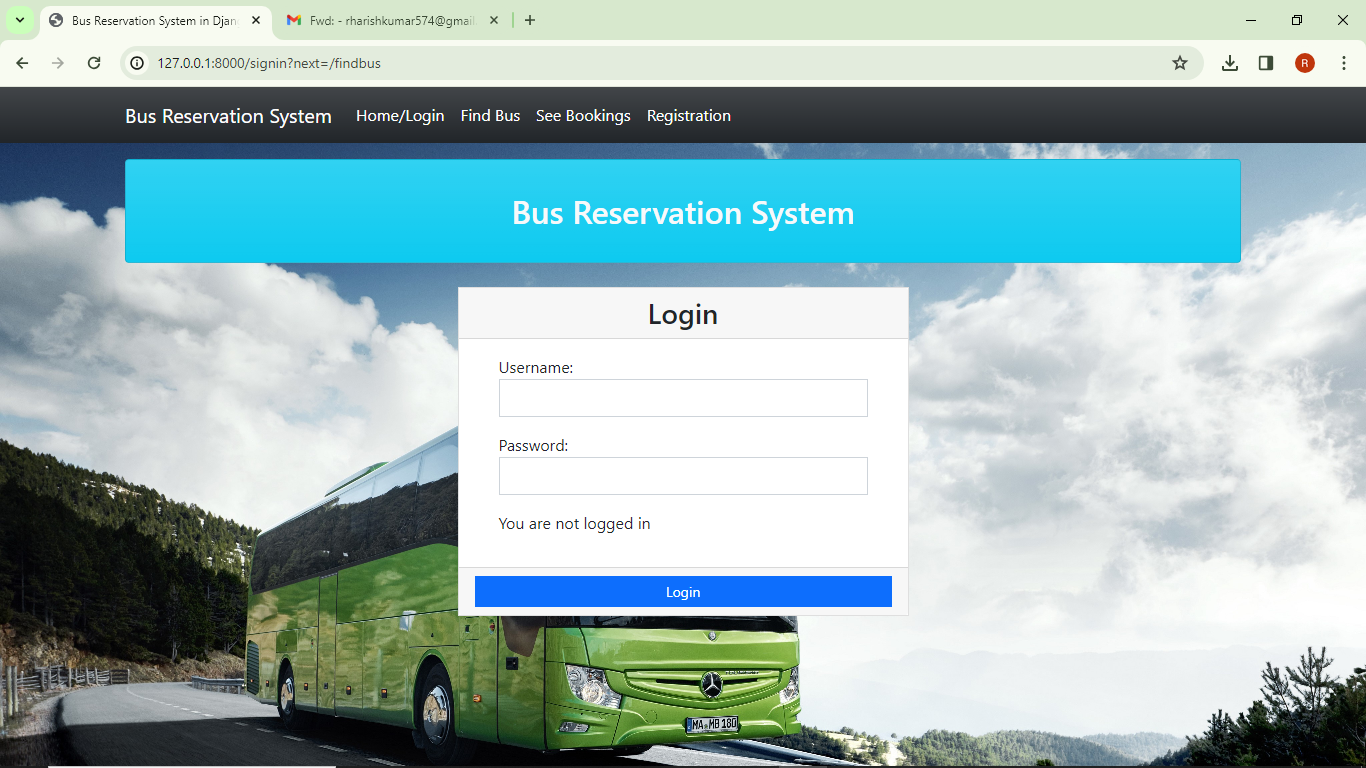 Bus Reservation System in Djan
Fwd: - rharishkumar574@gmail
127.0.0.1:8000/signin?next=/findbus
R
Bus Reservation System Home/Login Find Bus See Bookings Registration
Bus Reservation System
Login
Username:
Password:
You are not logged in
Login
MA MB 180